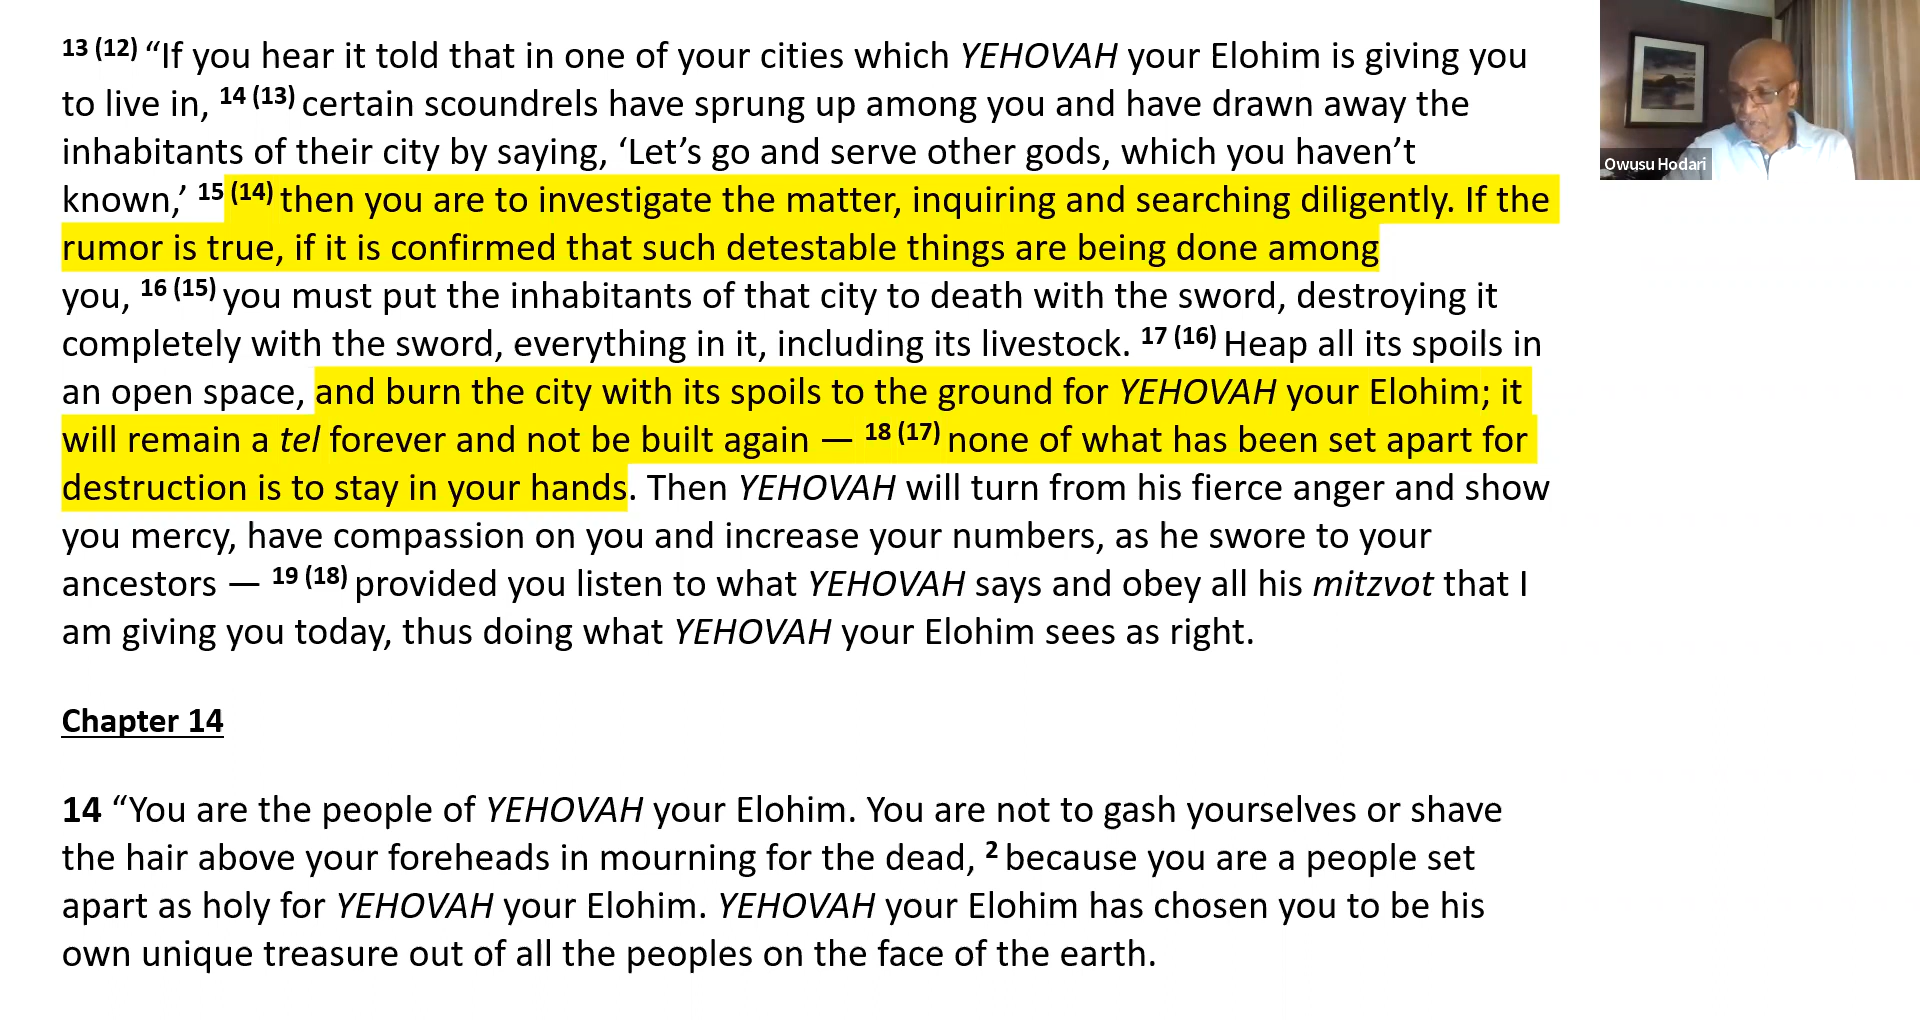 13 (12) “If you hear it told that in one of your cities which YEHOVAH your Elohim is giving you
to live in, 14 (13) certain scoundrels have sprung up among you and have drawn away the
inhabitants of their city by saying, ‘Let’s go and serve other gods, which you haven’t
known,’ 15 (14) then you are to investigate the matter, inquiring and searching diligently. If the
rumor is true, if it is confirmed that such detestable things are being done among
you, 16 (15) you must put the inhabitants of that city to death with the sword, destroying it
completely with the sword, everything in it, including its livestock. 17 (16) Heap all its spoils in
an open space, and burn the city with its spoils to the ground for YEHOVAH your Elohim; it
will remain a tel forever and not be built again — 18 (17) none of what has been set apart for
destruction is to stay in your hands. Then YEHOVAH will turn from his fierce anger and show
you mercy, have compassion on you and increase your numbers, as he swore to your
ancestors — 19 (18) provided you listen to what YEHOVAH says and obey all his mitzvot that I
am giving you today, thus doing what YEHOVAH your Elohim sees as right.
Chapter 14
14 “You are the people of YEHOVAH your Elohim. You are not to gash yourselves or shave
the hair above your foreheads in mourning for the dead, 2 because you are a people set
apart as holy for YEHOVAH your Elohim. YEHOVAH your Elohim has chosen you to be his
own unique treasure out of all the peoples on the face of the earth.
Owusu Hodari